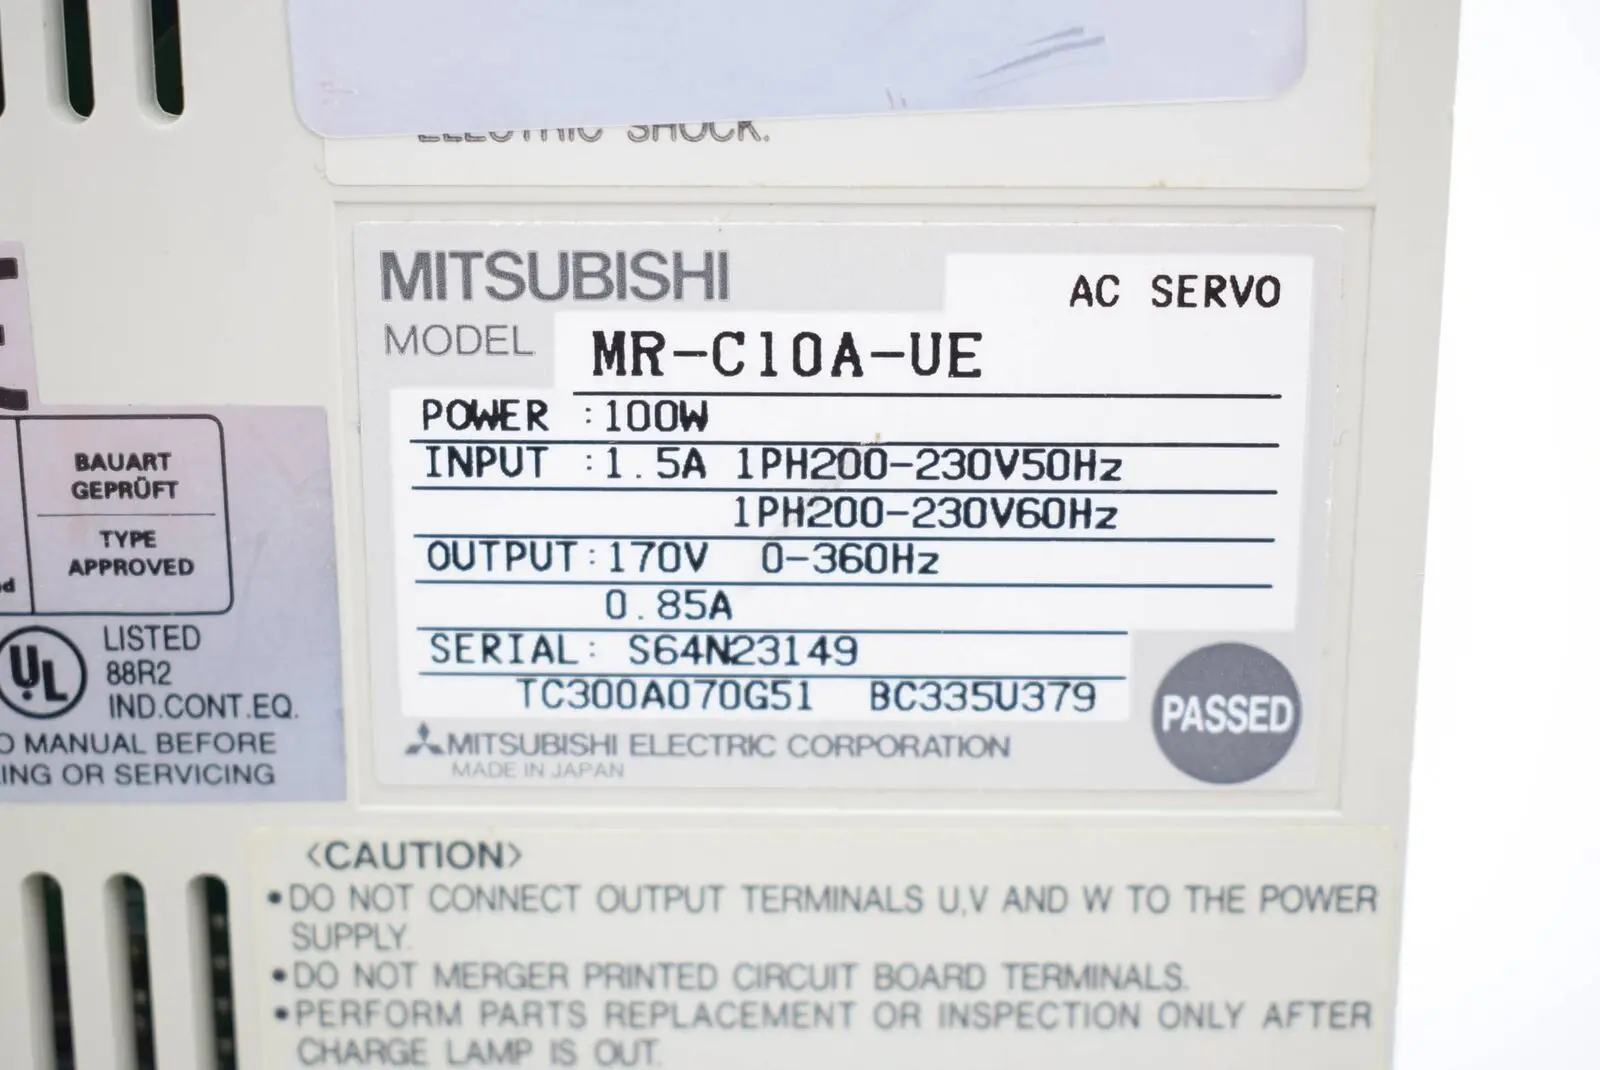 ELECTRIC SHOCK.
MITSUBISHI
AC SERVO
MODEL MR-C10A-UE
POWER :100W
INPUT :1.5A 1PH200-230V50Hz
1PH200-230V60Hz
OUTPUT:170V 0-360Hz
0.85A
SERIAL: S64N23149
TC300A070G51 BC335U379
PASSED
MITSUBISHI ELECTRIC CORPORATION
MADE IN JAPAN
BAUART
GEPRÜFT
TYPE
APPROVED
UL
LISTED
88R2
IND.CONT.EQ.
MANUAL BEFORE
OR SERVICING
<CAUTION>
•DO NOT CONNECT OUTPUT TERMINALS U,V AND W TO THE POWER
SUPPLY.
•DO NOT MERGER PRINTED CIRCUIT BOARD TERMINALS.
•PERFORM PARTS REPLACEMENT OR INSPECTION ONLY AFTER
CHARGE LAMP IS OUT.